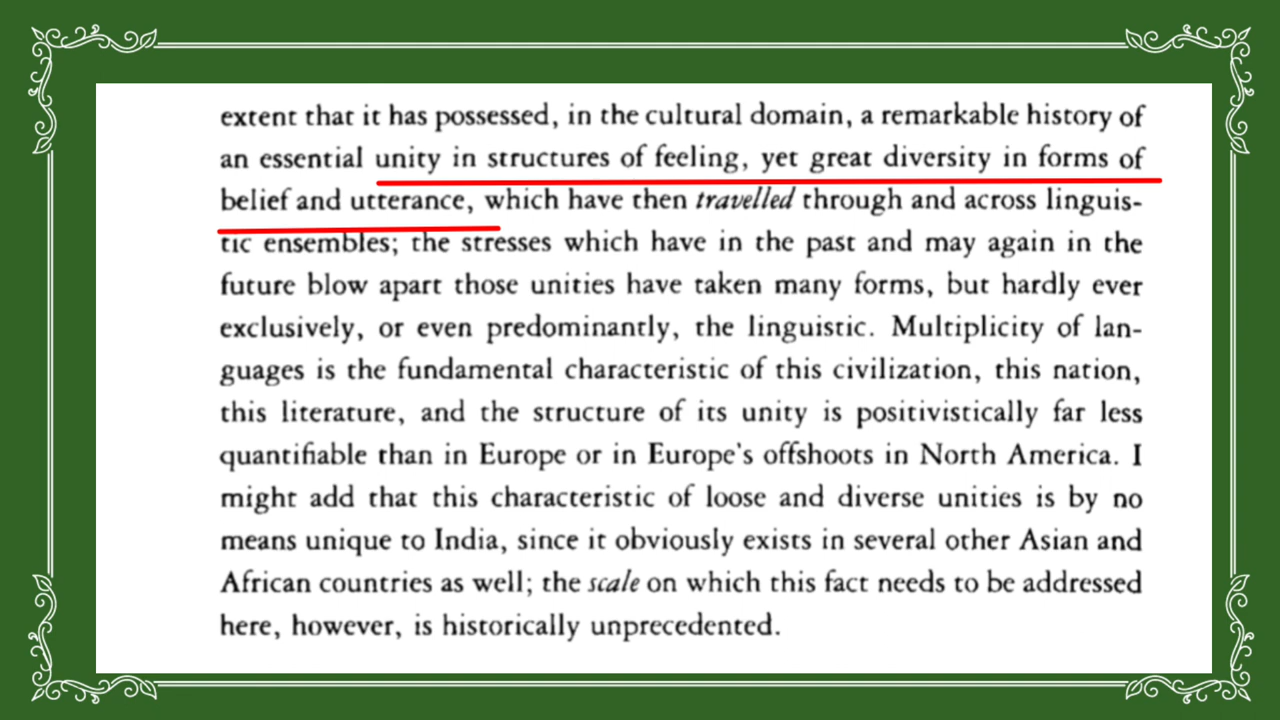 extent that it has possessed, in the cultural domain, a remarkable history of
an essential unity in structures of feeling, yet great diversity in forms of
belief and utterance, which have then travelled through and across linguis-
tic ensembles; the stresses which have in the past and may again in the
future blow apart those unities have taken many forms, but hardly ever
exclusively, or even predominantly, the linguistic. Multiplicity of lan-
guages is the fundamental characteristic of this civilization, this nation,
this literature, and the structure of its unity is positivistically far less
quantifiable than in Europe or in Europe's offshoots in North America. I
might add that this characteristic of loose and diverse unities is by no
means unique to India, since it obviously exists in several other Asian and
African countries as well; the scale on which this fact needs to be addressed
here, however, is historically unprecedented.